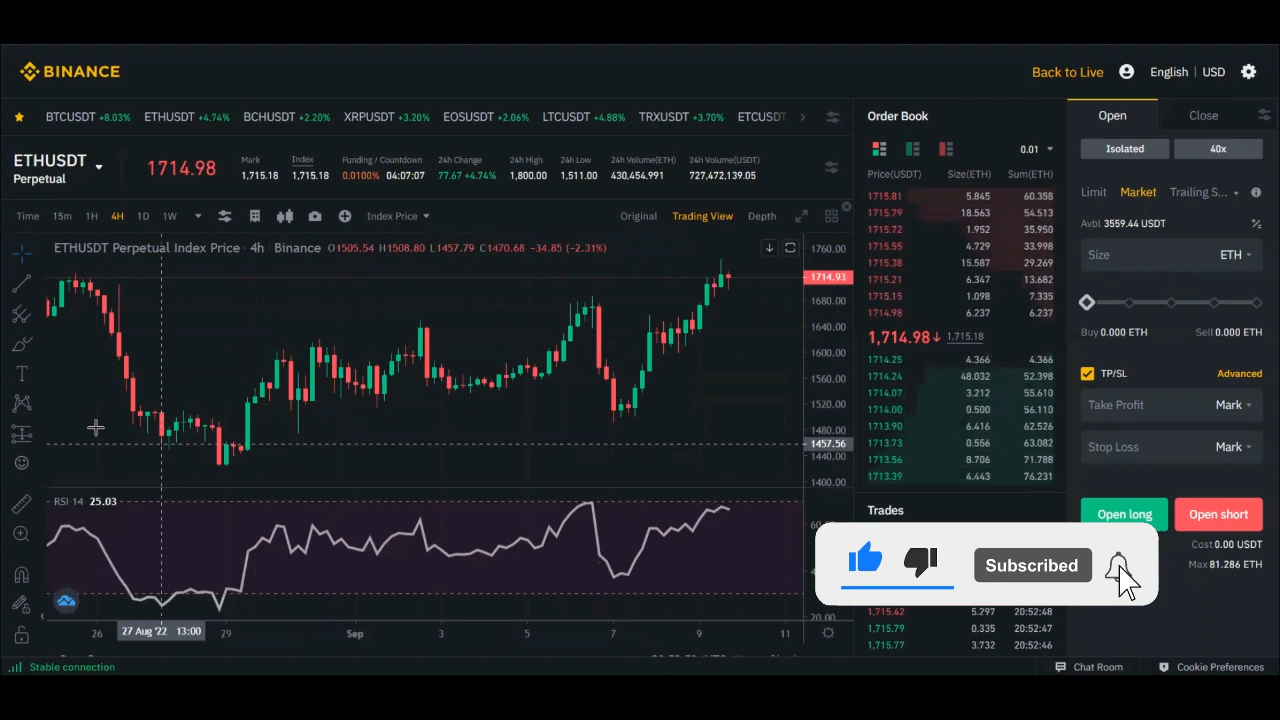 BINANCE
Back to Live English | USD
BTCUSDT +8.03% ETHUSDT +4.74% BCHUSDT +2.20% XRPUSDT +3.20% EOSUSDT +2.06% LTCUSDT +4.88% TRXUSDT +3.70% ETCUSDT
ETHUSDT
Perpetual
1714.98
Mark Index Funding / Countdown 24h Change 24h High 24h Low 24h Volume(ETH) 24h Volume(USDT)
1,715.18 1,715.18 0.0100% 04:07:07 77.67 +4.74% 1,800.00 1,511.00 430,454.991 727,472,139.05
Time 15m 1H 4H 1D 1W Index Price Original Trading View Depth
ETHUSDT Perpetual Index Price · 4h · Binance O1505.54 H1508.80 L1457.79 C1470.68 -34.85 (-2.31%)
1760.00
1714.93
1680.00
1640.00
1600.00
1560.00
1520.00
1480.00
1457.56
1440.00
1400.00
RSI 14 25.03
20.00
26 27 Aug '22 13:00 29 Sep 3 5 7 9 11
Order Book
0.01
Price(USDT) Size(ETH) Sum(ETH)
1715.81 5.845 60.358
1715.79 18.563 54.513
1715.72 1.952 35.950
1715.55 4.729 33.998
1715.38 15.587 29.269
1715.21 6.347 13.682
1715.15 1.098 7.335
1714.98 6.237 6.237
1,714.98↓ 1,715.18
1714.25 4.366 4.366
1714.24 48.032 52.398
1714.07 3.212 55.610
1714.00 0.500 56.110
1713.90 6.416 62.526
1713.73 0.556 63.082
1713.56 8.706 71.788
1713.39 4.443 76.231
Trades
1,715.42 5.297 20:52:48
1,715.79 0.335 20:52:47
1,715.77 3.732 20:52:46
Open Close
Isolated 40x
Limit Market Trailing S...
Avbl 3559.44 USDT
Size ETH
Buy 0.000 ETH Sell 0.000 ETH
TP/SL Advanced
Take Profit Mark
Stop Loss Mark
Open long Open short
Cost 0.00 USDT
Max 81.286 ETH
Subscribed
Stable connection Chat Room Cookie Preferences